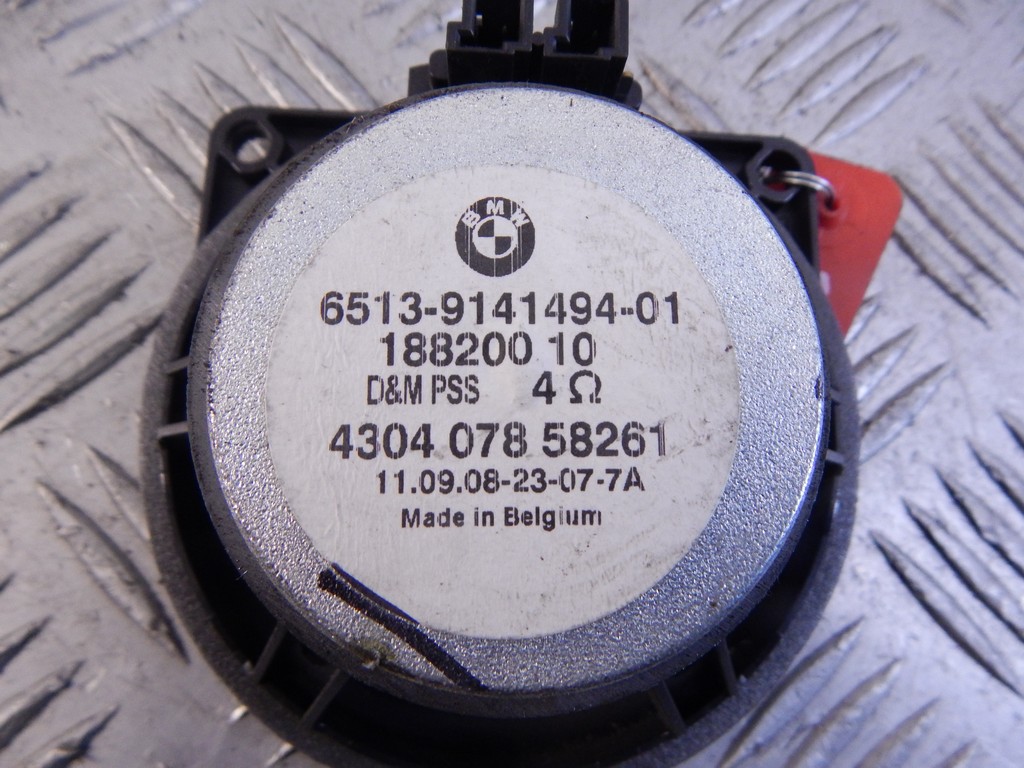 BMW
6513-9141494-01
188200 10
D&M PSS 4 Ω
4304 078 58261
11.09.08-23-07-7A
Made in Belgium